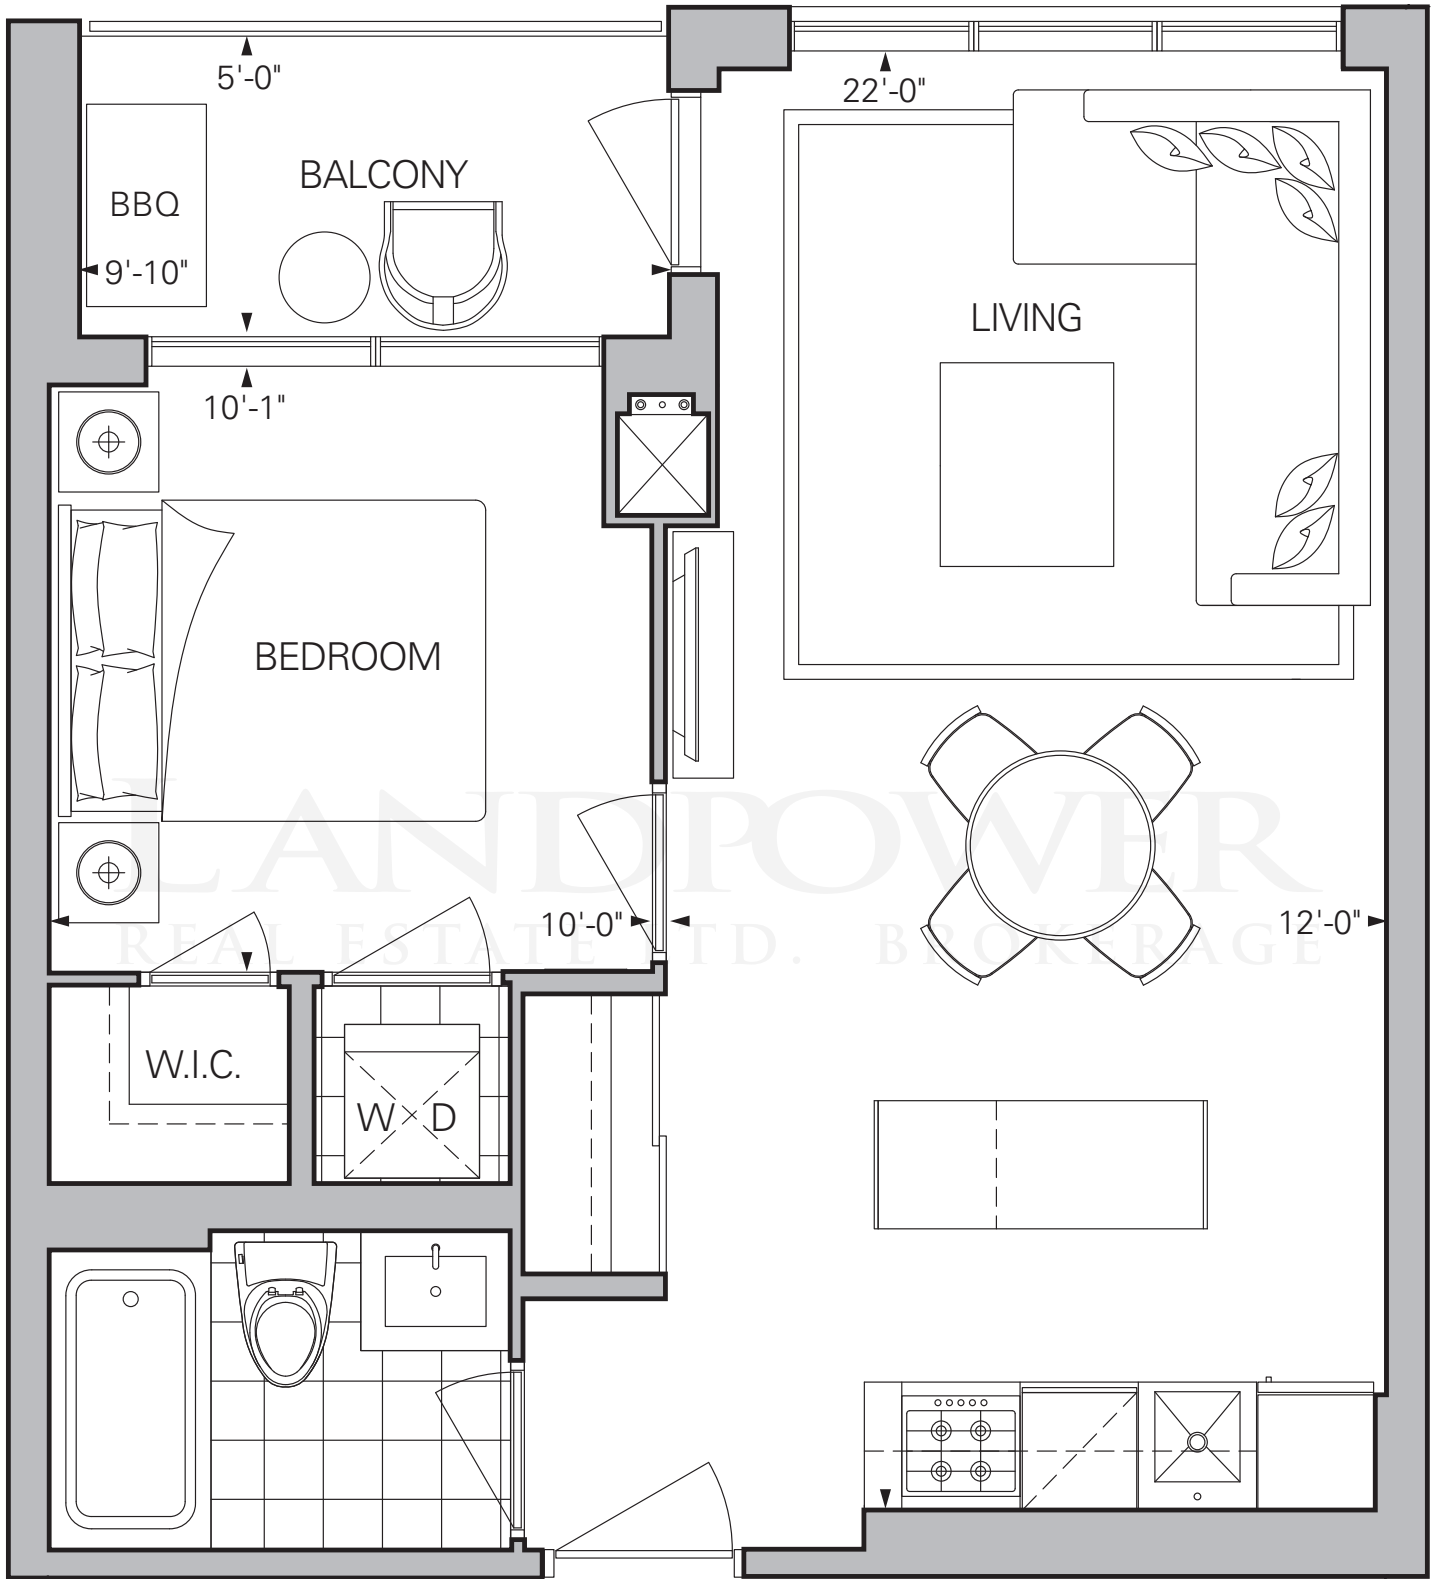 5'-0"
22'-0"
BALCONY
BBQ
9'-10"
LIVING
10'-1"
BEDROOM
LANDPOWER
10'-0"
12'-0"
REAL ESTATE LTD. BROKERAGE
W.I.C.
W D